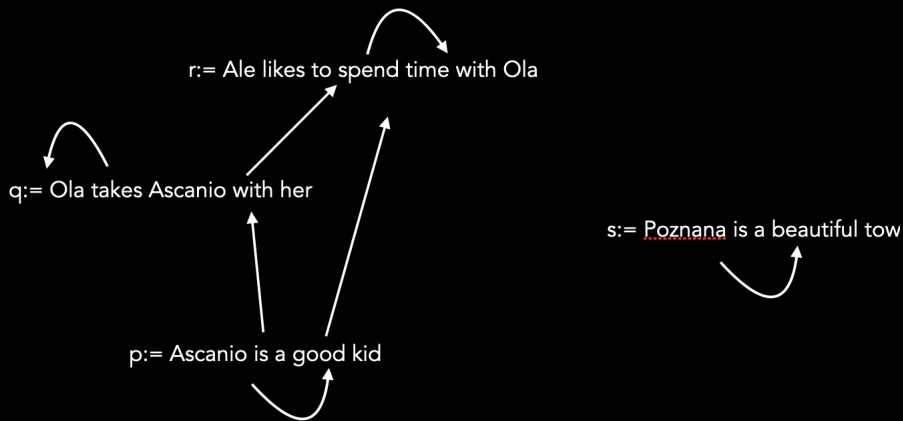 r:= Ale likes to spend time with Ola
q:= Ola takes Ascanio with her
s:= Poznana is a beautiful tow
p:= Ascanio is a good kid